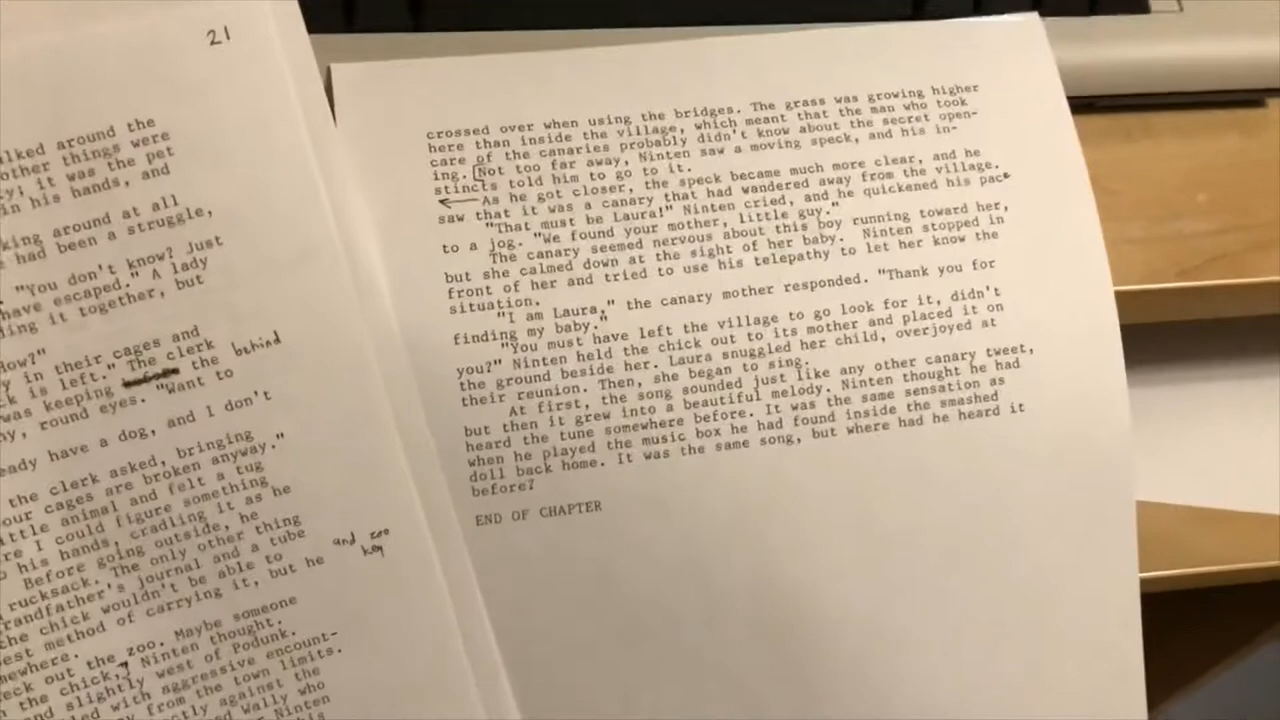 21
alked around the
other things were
y; it was the pet
in his hands, and
king around at all
e had been a struggle,
"You don't know? Just
have escaped." A lady
ding it together, but
How?"
y in their cages and
ck is left." The clerk
was keeping before the behind
ny, round eyes. "Want to
eady have a dog, and I don't
the clerk asked, bringing
our cages are broken anyway."
ittle animal and felt a tug
re I could figure something
his hands, cradling it as he
Before going outside, he
rucksack. The only other thing
randfather's journal and a tube and zoo
the chick wouldn't be able to key
est method of carrying it, but he
mewhere.
eck out the zoo. Maybe someone
the chick, Ninten thought.
nd slightly west of Podunk.
led with aggressive encount-
y from the town limits.
ctly against the
d Wally who
Ninten
his
crossed over when using the bridges. The grass was growing higher
here than inside the village, which meant that the man who took
care of the canaries probably didn't know about the secret open-
ing. [Not too far away, Ninten saw a moving speck, and his in-
stincts told him to go to it.
As he got closer, the speck became much more clear, and he
saw that it was a canary that had wandered away from the village.
"That must be Laura!" Ninten cried, and he quickened his pace
to a jog. "We found your mother, little guy."
The canary seemed nervous about this boy running toward her,
but she calmed down at the sight of her baby. Ninten stopped in
front of her and tried to use his telepathy to let her know the
situation.
"I am Laura," the canary mother responded. "Thank you for
finding my baby."
"You must have left the village to go look for it, didn't
you?" Ninten held the chick out to its mother and placed it on
the ground beside her. Laura snuggled her child, overjoyed at
their reunion. Then, she began to sing.
At first, the song sounded just like any other canary tweet,
but then it grew into a beautiful melody. Ninten thought he had
heard the tune somewhere before. It was the same sensation as
when he played the music box he had found inside the smashed
doll back home. It was the same song, but where had he heard it
before?
END OF CHAPTER